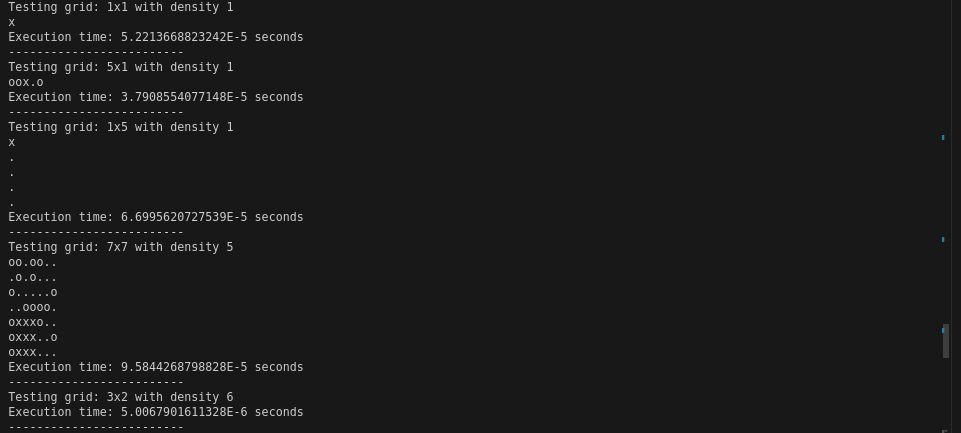 Testing grid: 1x1 with density 1
x
Execution time: 5.2213668823242E-5 seconds
-------------------------
Testing grid: 5x1 with density 1
oox.o
Execution time: 3.7908554077148E-5 seconds
-------------------------
Testing grid: 1x5 with density 1
x
.
.
.
.
Execution time: 6.6995620727539E-5 seconds
-------------------------
Testing grid: 7x7 with density 5
oo.oo..
.o.o...
o.....o
..oooo.
oxxxo..
oxxx..o
oxxx...
Execution time: 9.5844268798828E-5 seconds
-------------------------
Testing grid: 3x2 with density 6
Execution time: 5.0067901611328E-6 seconds
-------------------------